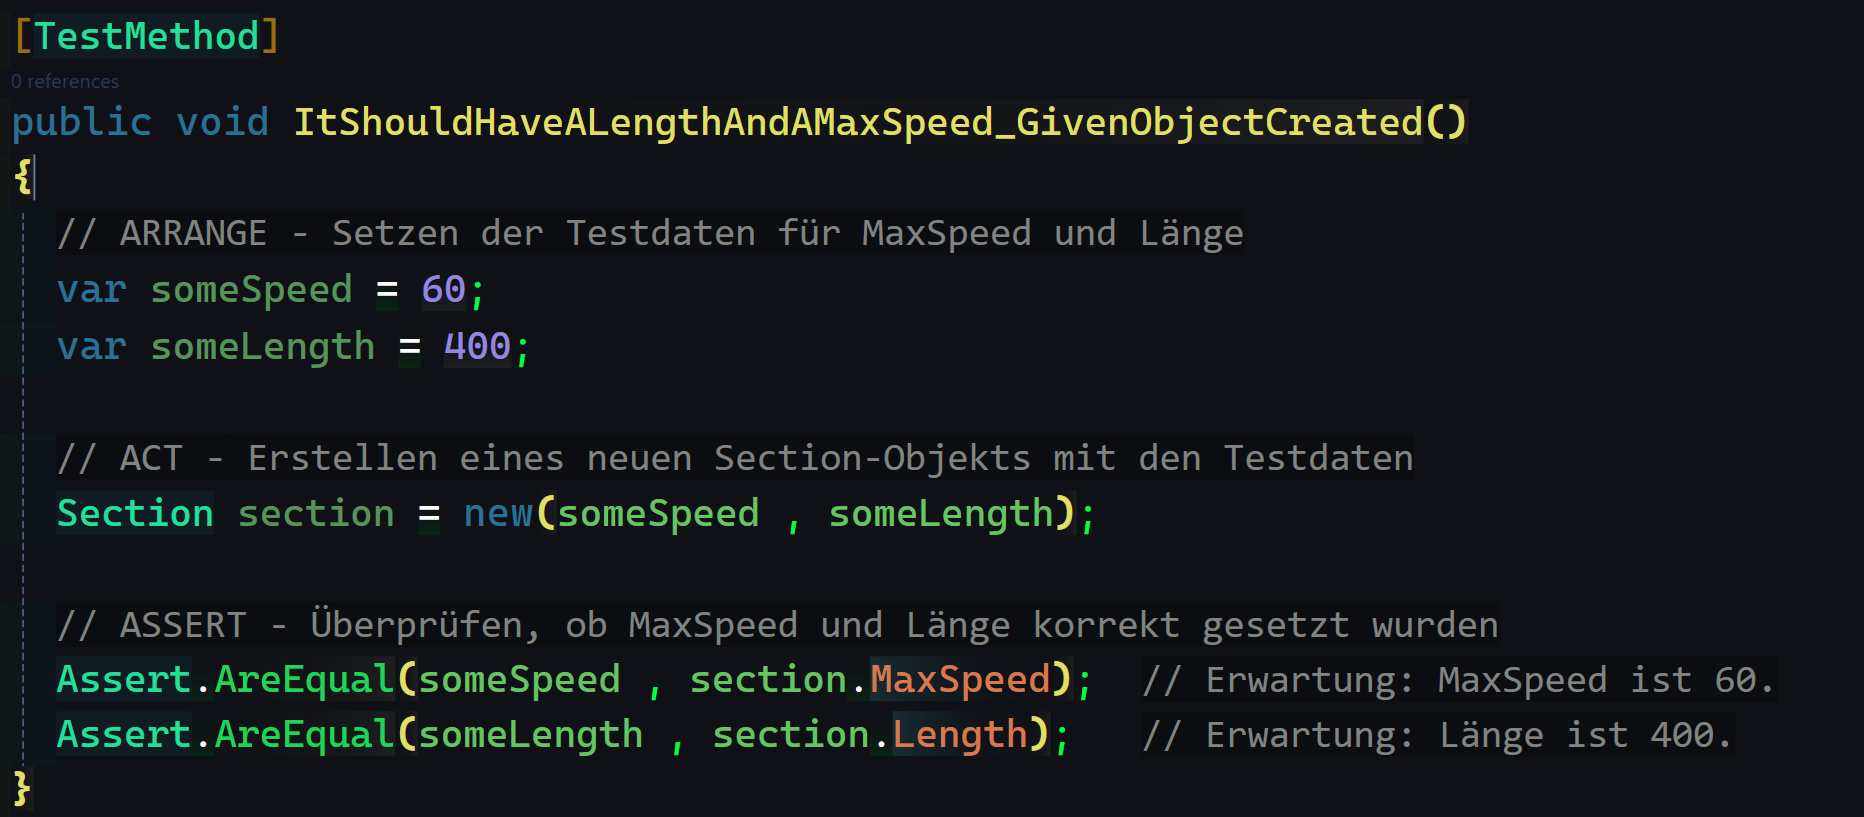 [TestMethod]
0 references
public void ItShouldHaveALengthAndAMaxSpeed_GivenObjectCreated()
{
// ARRANGE - Setzen der Testdaten für MaxSpeed und Länge
var someSpeed = 60;
var someLength = 400;
// ACT - Erstellen eines neuen Section-Objekts mit den Testdaten
Section section = new(someSpeed , someLength);
// ASSERT - Überprüfen, ob MaxSpeed und Länge korrekt gesetzt wurden
Assert.AreEqual(someSpeed , section.MaxSpeed);  // Erwartung: MaxSpeed ist 60.
Assert.AreEqual(someLength , section.Length);   // Erwartung: Länge ist 400.
}